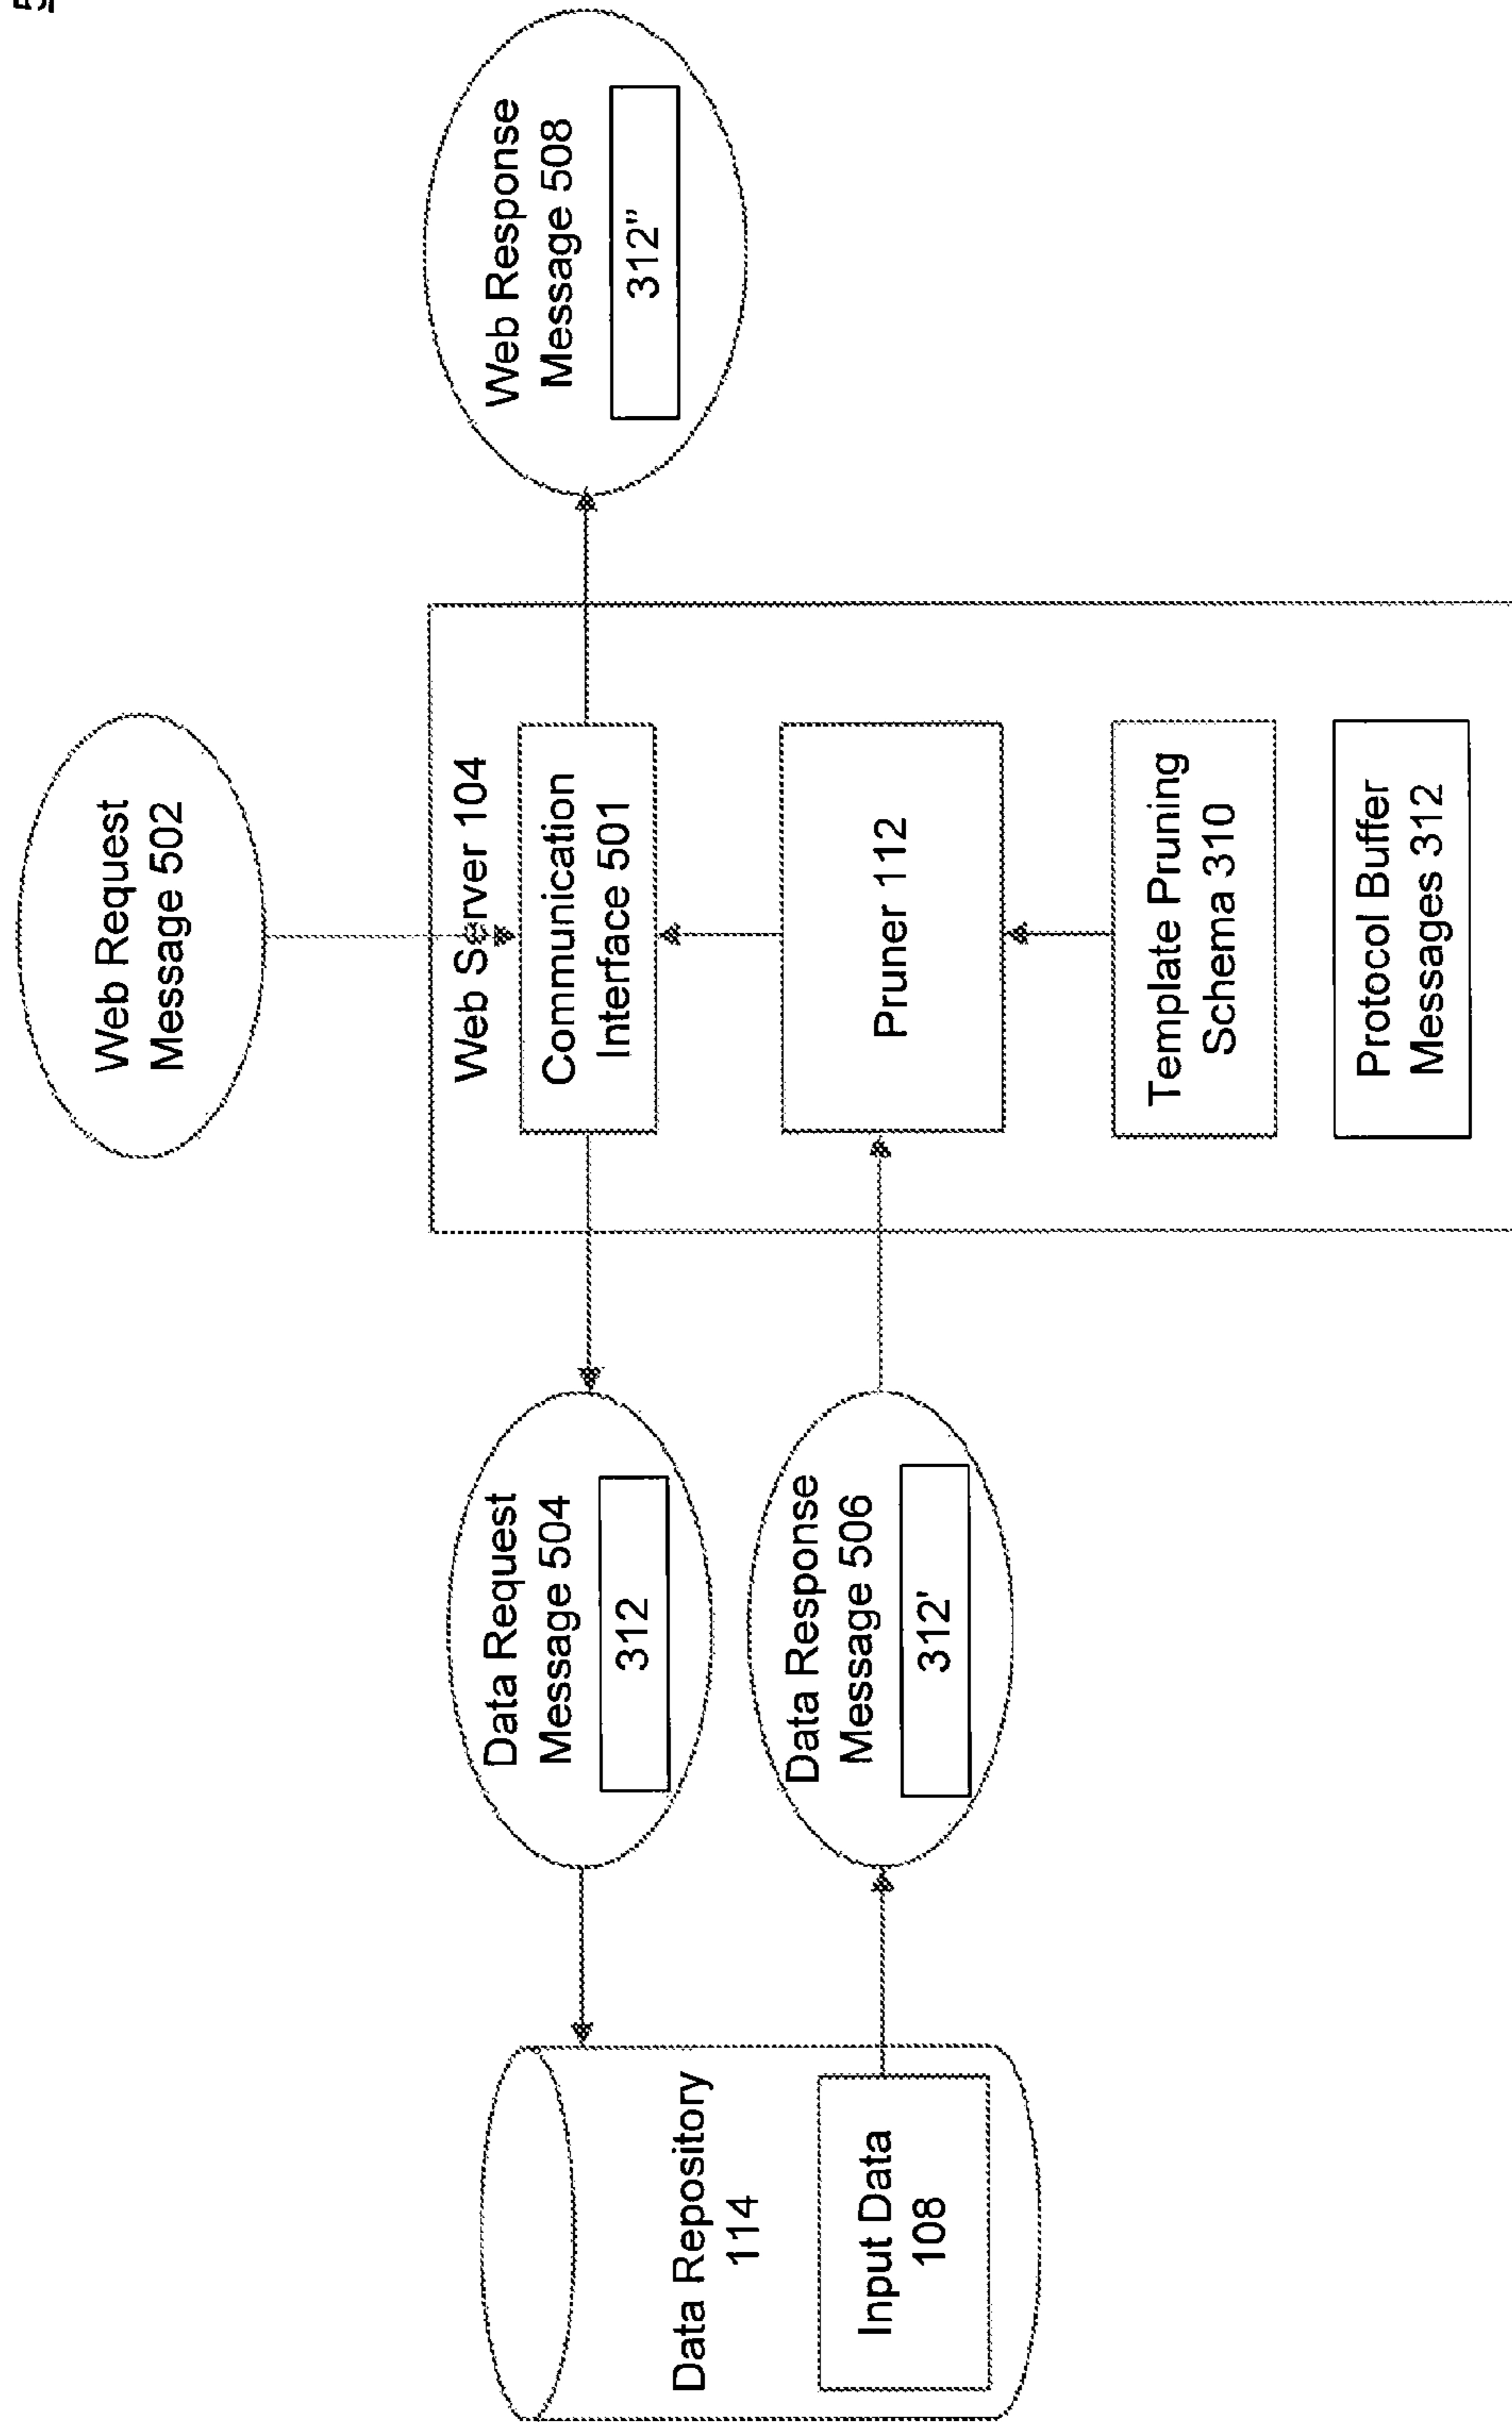 Web Request
Message 502
Web Server 104
Communication
Interface 501
Web Response
Message 508
312"
Data Request
Message 504
312
Data Response
Message 506
312'
Pruner 112
Template Pruning
Schema 310
Protocol Buffer
Messages 312
Data Repository
114
Input Data
108